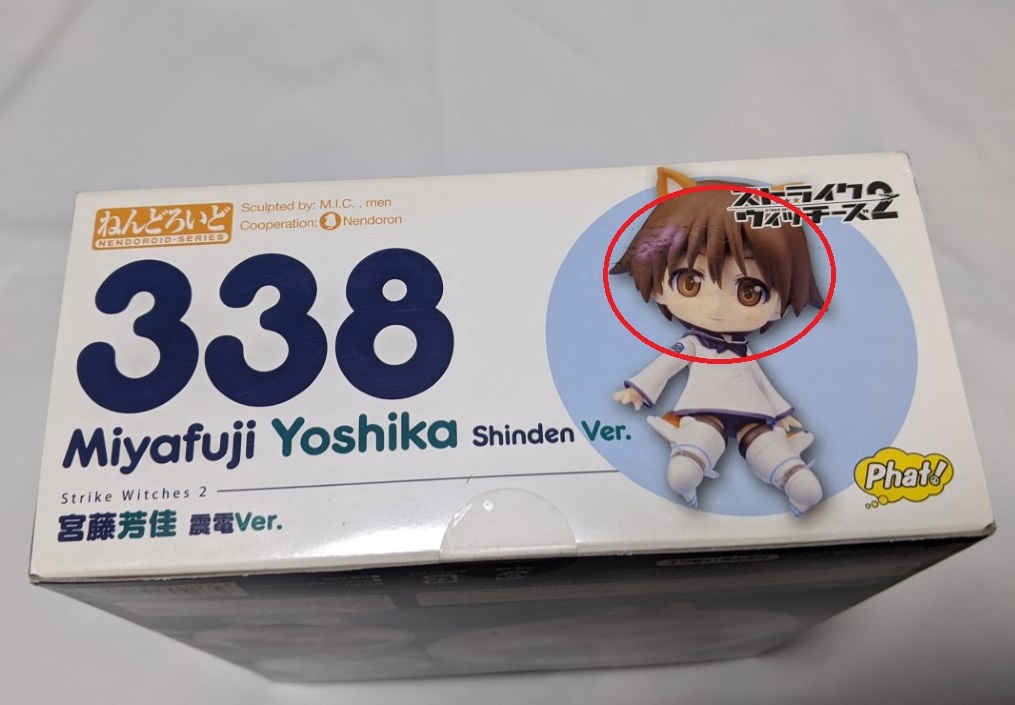 ねんどろいど
NENDOROID·SERIES
Sculpted by: M.I.C. , men
Cooperation: Nendoron
ストライク
ウィッチーズ2
338
Miyafuji Yoshika Shinden Ver.
Strike Witches 2
宮藤芳佳 震電Ver.
Phat!